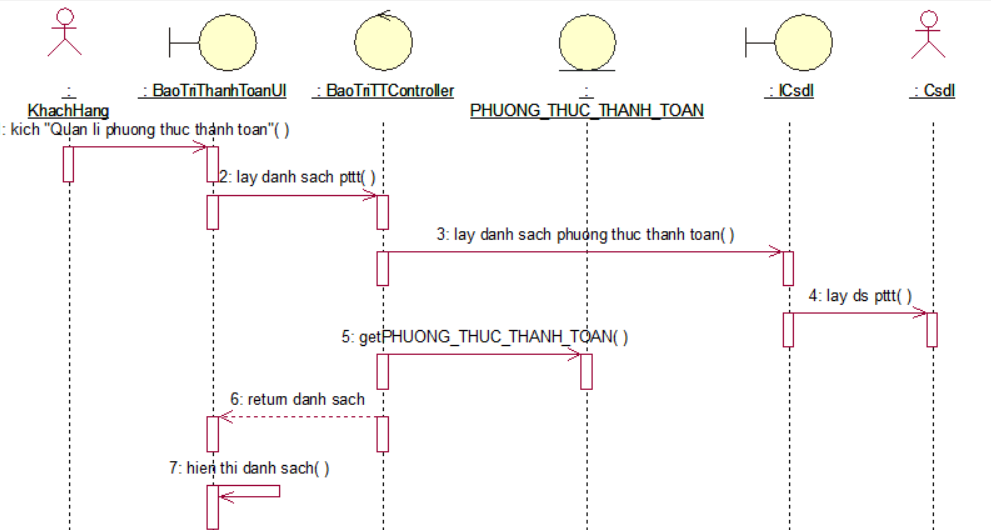 :
KhachHang
: BaoTriThanhToanUI
: BaoTriTTController
:
PHUONG_THUC_THANH_TOAN
: ICsdl
: Csdl
: kich "Quan li phuong thuc thanh toan"( )
2: lay danh sach pttt( )
3: lay danh sach phuong thuc thanh toan( )
4: lay ds pttt( )
5: getPHUONG_THUC_THANH_TOAN( )
6: return danh sach
7: hien thi danh sach( )